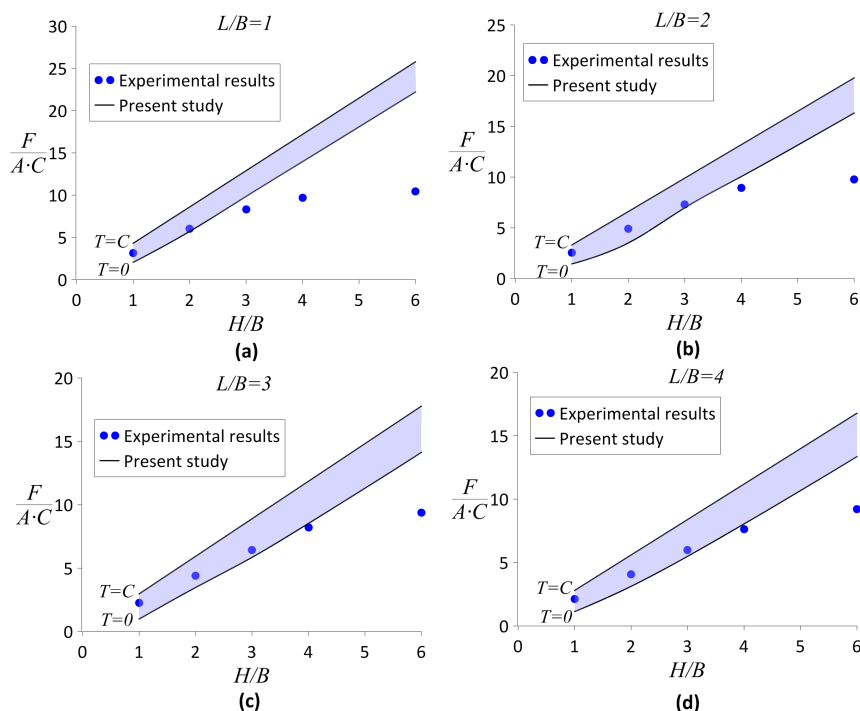 L/B=1
30
25
20
15
10
5
0
F
A·C
Experimental results
Present study
T=C
T=0
0 1 2 3 4 5 6
H/B
(a)
L/B=2
25
20
15
10
5
0
F
A·C
Experimental results
Present study
T=C
T=0
0 1 2 3 4 5 6
H/B
(b)
L/B=3
20
15
10
5
0
F
A·C
Experimental results
Present study
T=C
T=0
0 1 2 3 4 5 6
H/B
(c)
L/B=4
20
15
10
5
0
F
A·C
Experimental results
Present study
T=C
T=0
0 1 2 3 4 5 6
H/B
(d)